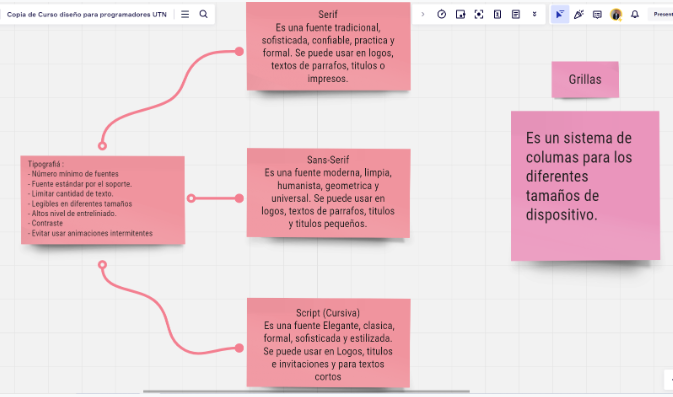 Copia de Curso diseño para programadores UTN
Present
Serif
Es una fuente tradicional,
sofisticada, confiable, practica y
formal. Se puede usar en logos,
textos de parrafos, titulos o
impresos.
Grillas
Es un sistema de
columas para los
diferentes
tamaños de
dispositivo.
Tipografiá :
- Número mínimo de fuentes
- Fuente estándar por el soporte.
- Limitar cantidad de texto.
- Legibles en diferentes tamaños
- Altos nivel de entreliniado.
- Contraste
- Evitar usar animaciones intermitentes
Sans-Serif
Es una fuente moderna, limpia,
humanista, geometrica y
universal. Se puede usar en
logos, textos de parrafos, titulos
y titulos pequeños.
Script (Cursiva)
Es una fuente Elegante, clasica,
formal, sofisticada y estilizada.
Se puede usar en Logos, titulos
e invitaciones y para textos
cortos